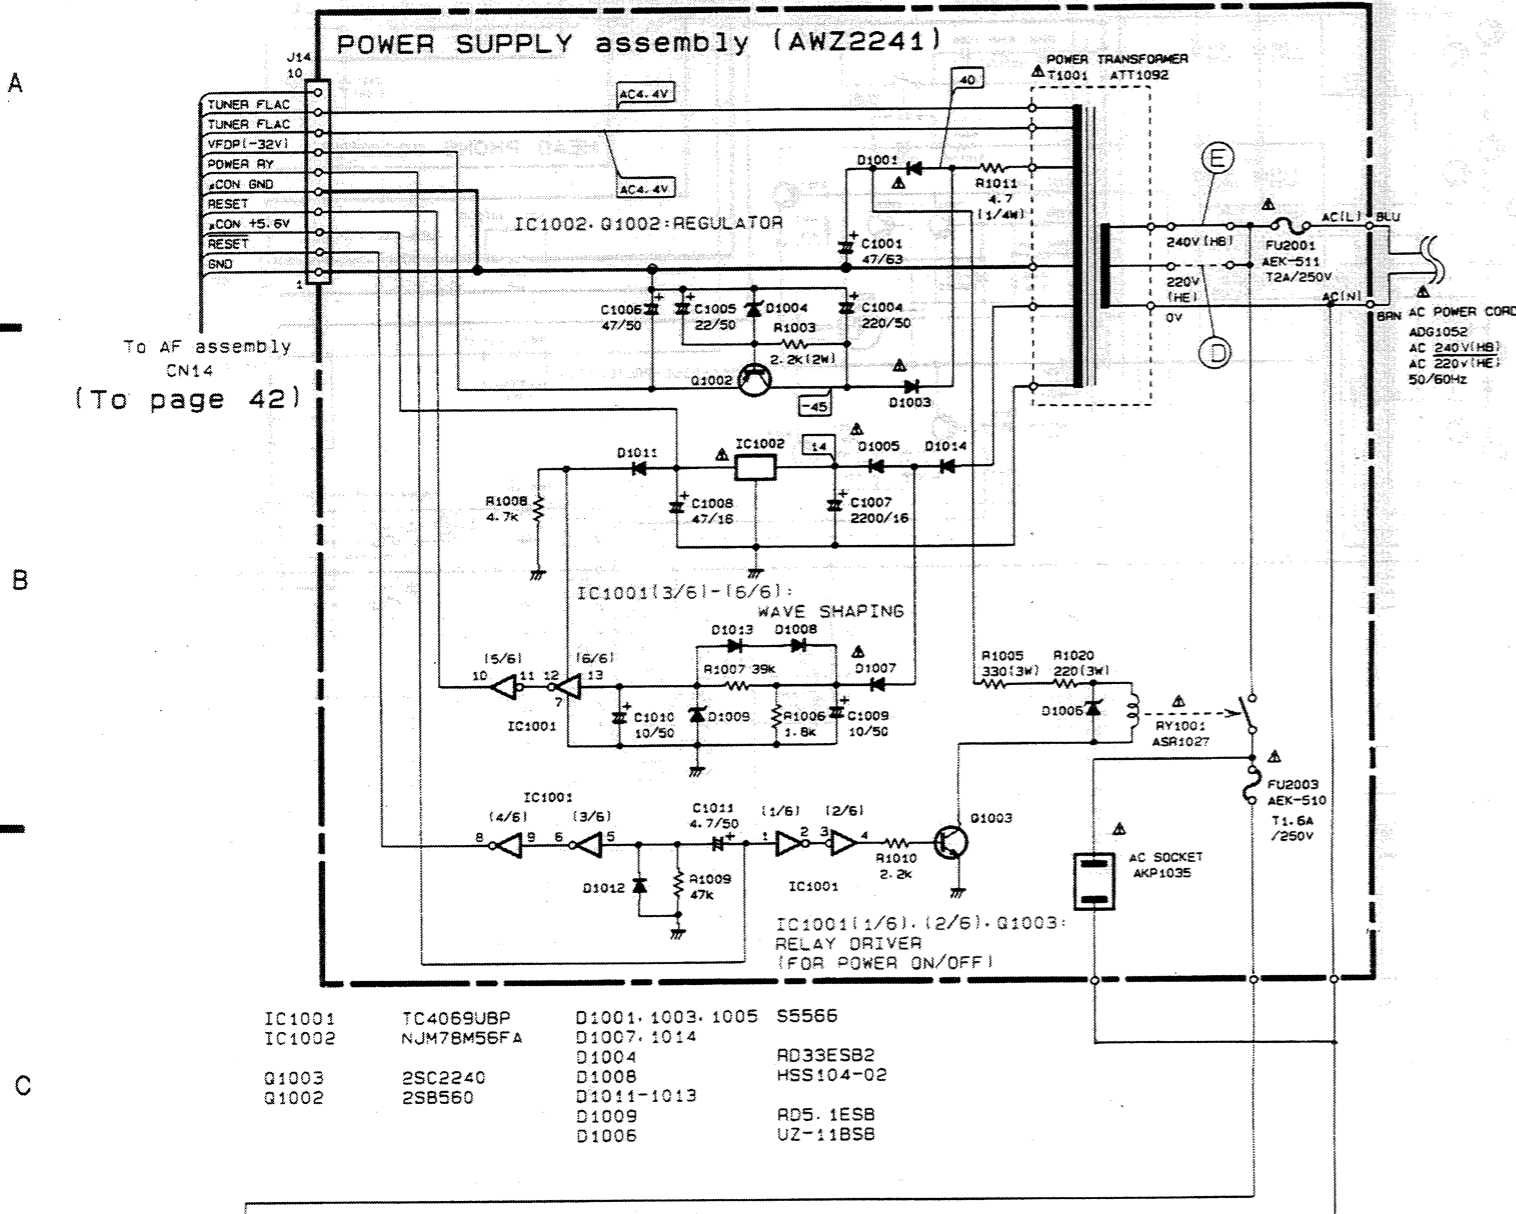 POWER SUPPLY assembly (AWZ2241)
A
J14
10
TUNER FLAC
TUNER FLAC
VFDP(-32V)
POWER RY
μCON GND
RESET
μCON +5.6V
RESET
GND
1
To AF assembly
CN14
(To page 42)
AC4.4V
AC4.4V
40
POWER TRANSFORMER
T1001 ATT1092
IC1002, Q1002:REGULATOR
D1001
R1011
4.7
(1/4W)
C1001
47/63
E
240V(HB)
220V
(HE)
0V
D
FU2001
AEK-511
T2A/250V
AC(L)
BLU
AC(N)
BRN
AC POWER CORD
ADG1052
AC 240V(HB)
AC 220V(HE)
50/60Hz
C1006
47/50
C1005
22/50
D1004
R1003
2.2K(2W)
C1004
220/50
Q1002
-45
D1003
D1011
IC1002
14
D1005
D1014
R1008
4.7k
C1008
47/16
C1007
2200/16
B
IC1001(3/6)-(6/6):
WAVE SHAPING
D1013
D1008
(5/6)
(6/6)
10
11
12
13
7
IC1001
R1007 39k
D1007
C1010
10/50
D1009
R1006
1.8k
C1009
10/50
R1005
330(3W)
R1020
220(3W)
D1006
RY1001
ASR1027
FU2003
AEK-510
T1.6A
/250V
IC1001
(4/6)
(3/6)
8
9
6
5
C1011
4.7/50
(1/6)
(2/6)
1
2
3
4
D1012
R1009
47k
IC1001
R1010
2.2k
Q1003
AC SOCKET
AKP1035
IC1001(1/6), (2/6), Q1003:
RELAY DRIVER
(FOR POWER ON/OFF)
C
IC1001 TC4069UBP D1001, 1003, 1005 S5566
IC1002 NJM78M56FA D1007, 1014
D1004 RD33ESB2
Q1003 2SC2240 D1008 HSS104-02
Q1002 2SB560 D1011-1013
D1009 RD5.1ESB
D1006 UZ-11BSB